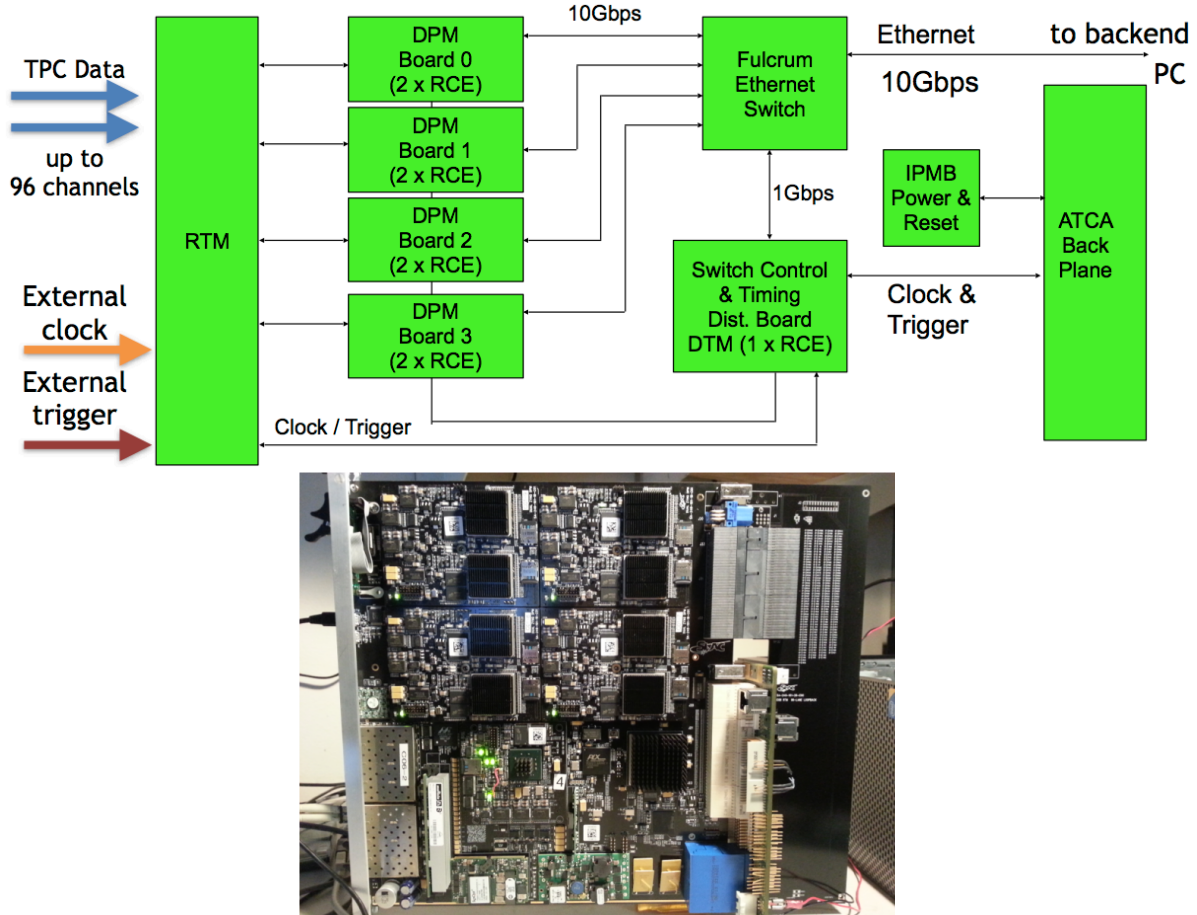 TPC Data
up to
96 channels
External
clock
External
trigger
RTM
DPM
Board 0
(2 x RCE)
DPM
Board 1
(2 x RCE)
DPM
Board 2
(2 x RCE)
DPM
Board 3
(2 x RCE)
Clock / Trigger
10Gbps
Fulcrum
Ethernet
Switch
1Gbps
Switch Control
& Timing
Dist. Board
DTM (1 x RCE)
Ethernet
10Gbps
to backend
PC
IPMB
Power &
Reset
Clock &
Trigger
ATCA
Back
Plane
COB-2
4